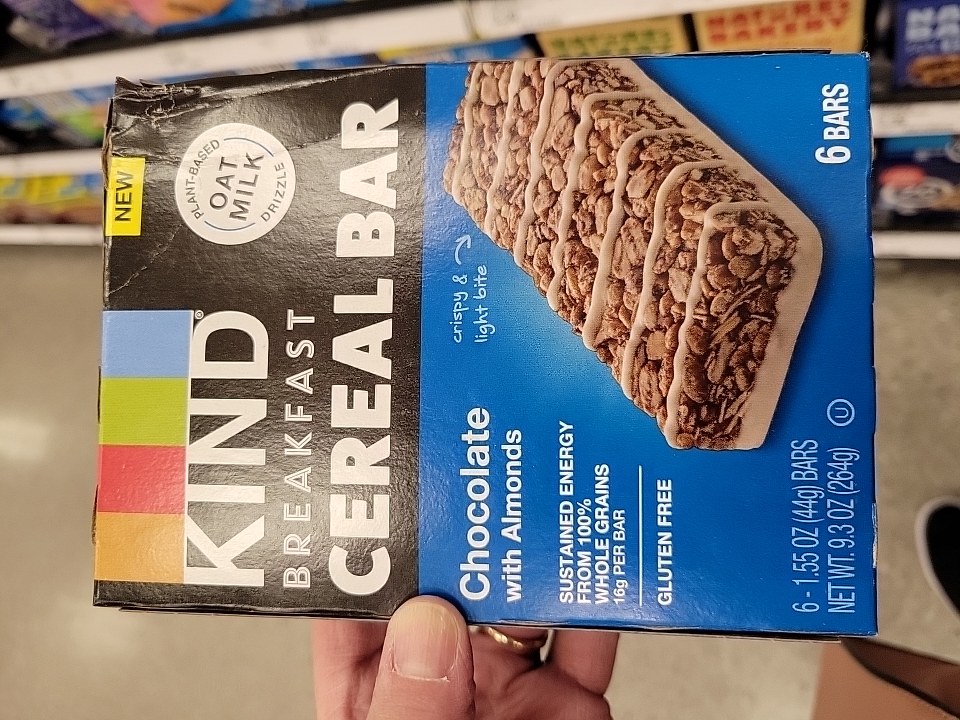 NEW
PLANT-BASED
OAT
MILK
DRIZZLE
KIND®
BREAKFAST
CEREAL BAR
crispy &
light bite
Chocolate
with Almonds
SUSTAINED ENERGY
FROM 100%
WHOLE GRAINS
16g PER BAR
GLUTEN FREE
6 - 1.55 OZ (44g) BARS
NET WT. 9.3 OZ (264g)
U
6 BARS
NATURE'S
BAKERY